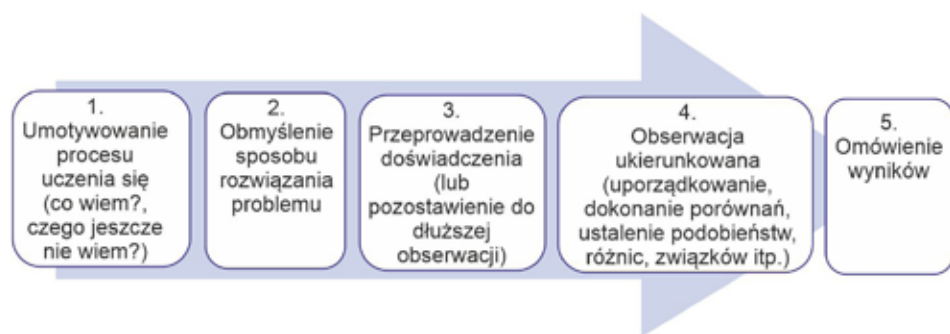 1.
Umotywowanie
procesu
uczenia się
(co wiem?,
czego jeszcze
nie wiem?)
2.
Obmyślenie
sposobu
rozwiązania
problemu
3.
Przeprowadzenie
doświadczenia
(lub
pozostawienie do
dłuższej
obserwacji)
4.
Obserwacja
ukierunkowana
(uporządkowanie,
dokonanie porównań,
ustalenie podobieństw,
różnic, związków itp.)
5.
Omówienie
wyników